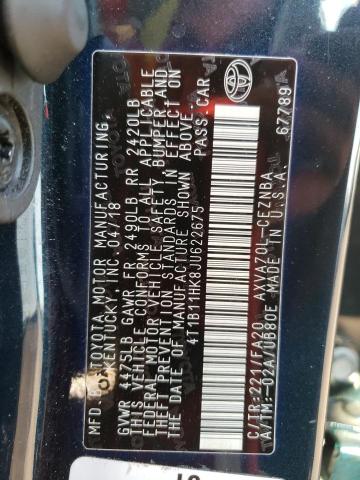 MFD. BY: TOYOTA MOTOR MANUFACTURING,
KENTUCKY, INC. 04/18
GVWR 4475LB GAWR FR 2490LB RR 2420LB
THIS VEHICLE CONFORMS TO ALL APPLICABLE
FEDERAL MOTOR VEHICLE SAFETY, BUMPER, AND
THEFT PREVENTION STANDARDS IN EFFECT ON
THE DATE OF MANUFACTURE SHOWN ABOVE.
4T1B11HK8JU622675 PASS. CAR
C/TR: 221/FA20 AXVA70L-CEZNBA
A/TM: -02A/UB80E MADE IN U.S.A. 67789
TOYOTA